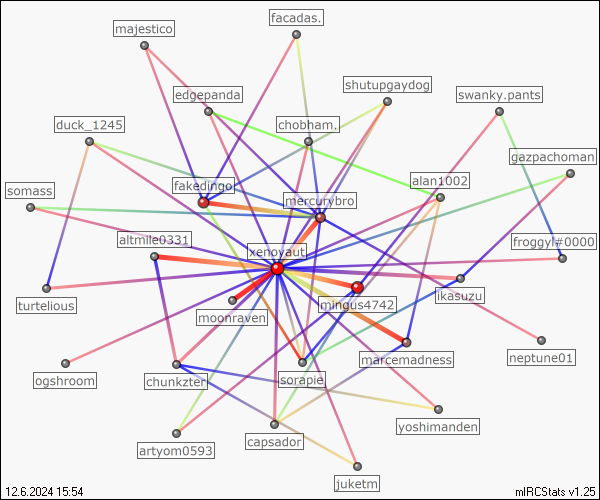 facadas.
majestico
shutupgaydog
edgepanda
swanky.pants
duck_1245
chobham.
gazpachoman
alan1002
fakedingo
somass
mercurybro
altmile0331
froggyl#0000
xenoyaut
turtelious
mingus4742
ikasuzu
moonraven
marcemadness
neptune01
ogshroom
chunkzter
sorapie
yoshimanden
artyom0593
capsador
juketm
12.6.2024 15:54
mIRCStats v1.25